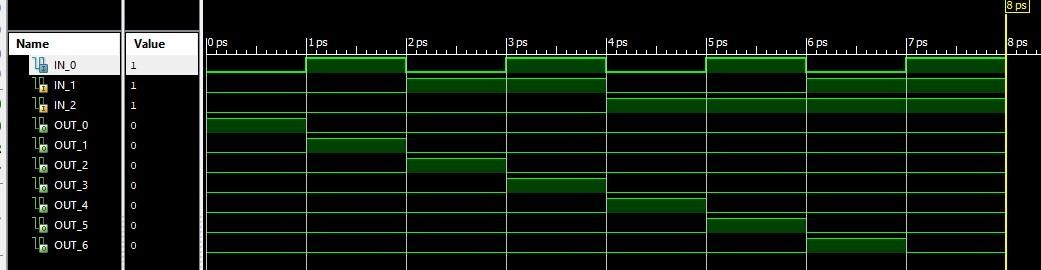 8 ps
Name Value 0 ps 1 ps 2 ps 3 ps 4 ps 5 ps 6 ps 7 ps 8 ps
IN_0 1
IN_1 1
IN_2 1
OUT_0 0
OUT_1 0
OUT_2 0
OUT_3 0
OUT_4 0
OUT_5 0
OUT_6 0